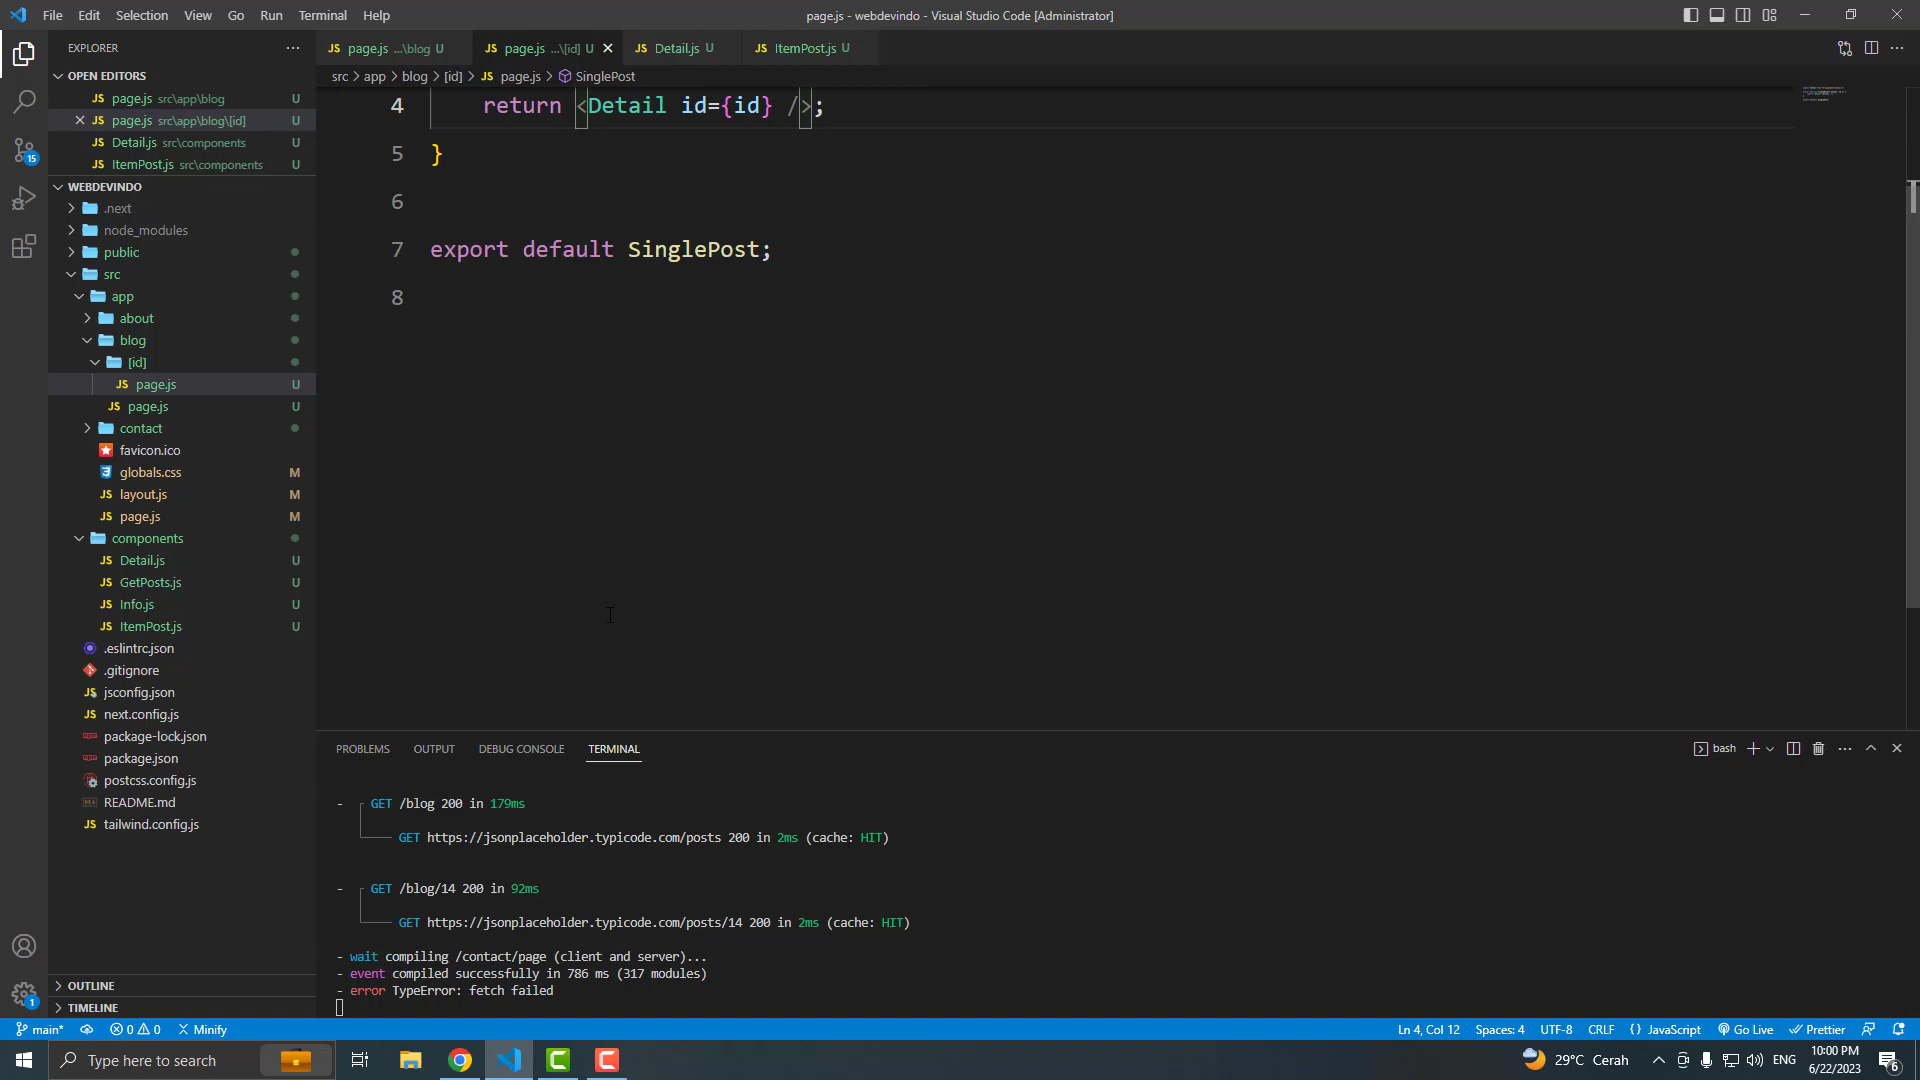 File Edit Selection View Go Run Terminal Help
page.js - webdevindo - Visual Studio Code [Administrator]
EXPLORER
page.js ...\blog U
page.js ...\[id] U
Detail.js U
ItemPost.js U
OPEN EDITORS
src > app > blog > [id] > JS page.js > SinglePost
JS page.js src\app\blog U
JS page.js src\app\blog\[id] U
JS Detail.js src\components U
JS ItemPost.js src\components U
WEBDEVINDO
.next
node_modules
public
src
app
about
blog
[id]
JS page.js U
JS page.js U
contact
favicon.ico
globals.css M
JS layout.js M
JS page.js M
components
JS Detail.js U
JS GetPosts.js U
JS Info.js U
JS ItemPost.js U
.eslintrc.json
.gitignore
jsconfig.json
JS next.config.js
package-lock.json
package.json
postcss.config.js
README.md
JS tailwind.config.js
OUTLINE
TIMELINE
15
1
4 return <Detail id={id} />;
5 }
6
7 export default SinglePost;
8
PROBLEMS OUTPUT DEBUG CONSOLE TERMINAL
bash
- GET /blog 200 in 179ms
GET https://jsonplaceholder.typicode.com/posts 200 in 2ms (cache: HIT)
- GET /blog/14 200 in 92ms
GET https://jsonplaceholder.typicode.com/posts/14 200 in 2ms (cache: HIT)
- wait compiling /contact/page (client and server)...
- event compiled successfully in 786 ms (317 modules)
- error TypeError: fetch failed
main* 0 0 Minify
Ln 4, Col 12 Spaces: 4 UTF-8 CRLF {} JavaScript Go Live Prettier
Type here to search
29°C Cerah
ENG
10:00 PM
6/22/2023
6